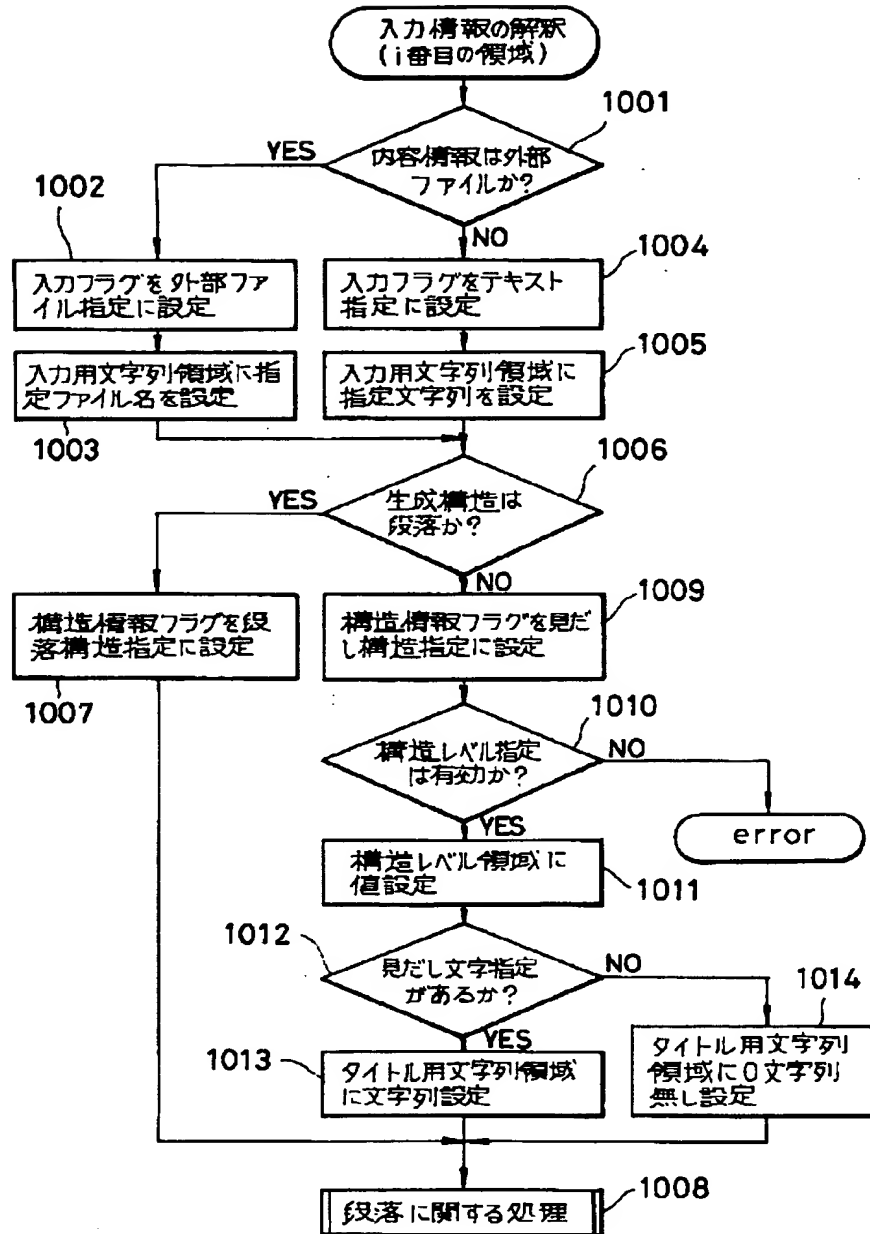 入力情報の解釈
(i番目の領域)
1001
内容情報は外部
ファイルか?
YES
NO
1002
入力フラグを外部ファ
イル指定に設定
1004
入力フラグをテキスト
指定に設定
入力用文字列領域に指
定ファイル名を設定
1003
1005
入力用文字列領域に
指定文字列を設定
1006
生成構造は
段落か?
YES
NO
構造情報フラグを段
落構造指定に設定
1007
1009
構造情報フラグを見だ
し構造指定に設定
1010
構造レベル指定
は有効か?
NO
YES
error
構造レベル領域に
値設定
1011
1012
見だし文字指定
があるか?
NO
YES
1013
タイトル用文字列領域
に文字列設定
1014
タイトル用文字列
領域に0文字列
無し設定
1008
段落に関する処理